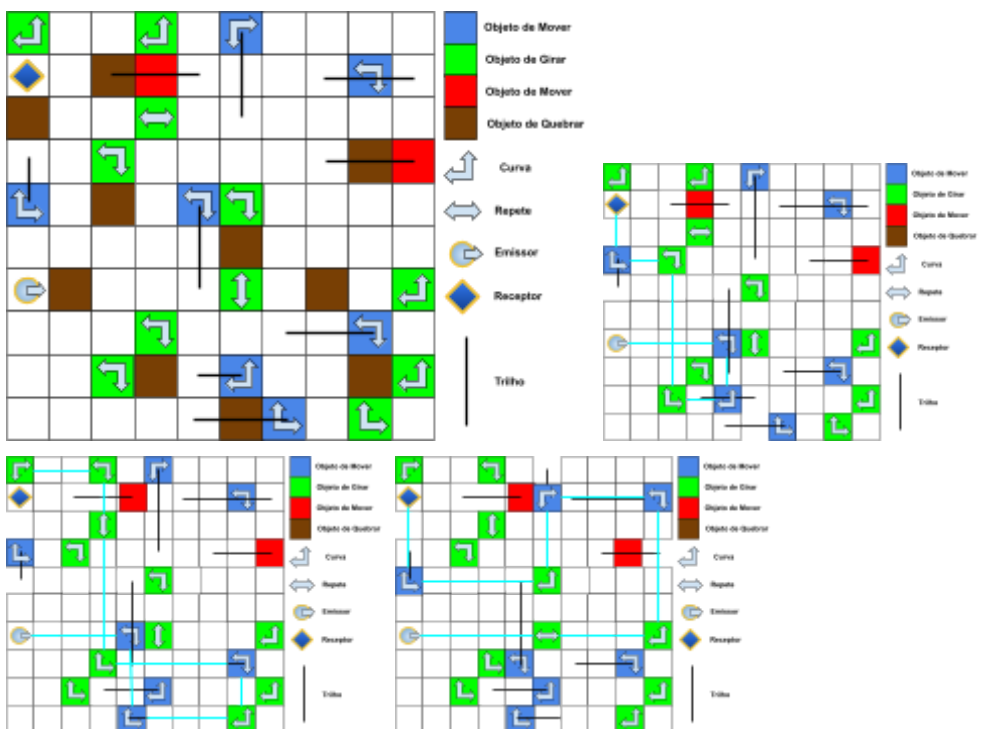 Objeto de Mover
Objeto de Girar
Objeto de Mover
Objeto de Quebrar
Curva
Repete
Emissor
Receptor
Trilho
Objeto de Mover
Objeto de Girar
Objeto de Mover
Objeto de Quebrar
Curva
Repete
Emissor
Receptor
Trilho
Objeto de Mover
Objeto de Girar
Objeto de Mover
Objeto de Quebrar
Curva
Repete
Emissor
Receptor
Trilho
Objeto de Mover
Objeto de Girar
Objeto de Mover
Objeto de Quebrar
Curva
Repete
Emissor
Receptor
Trilho